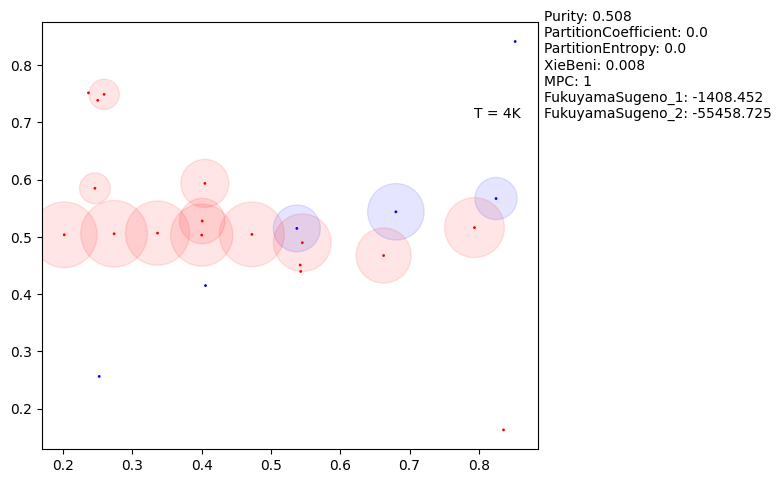 Purity: 0.508
PartitionCoefficient: 0.0
PartitionEntropy: 0.0
XieBeni: 0.008
MPC: 1
FukuyamaSugeno_1: -1408.452
FukuyamaSugeno_2: -55458.725
T = 4K
0.8
0.7
0.6
0.5
0.4
0.3
0.2
0.2 0.3 0.4 0.5 0.6 0.7 0.8